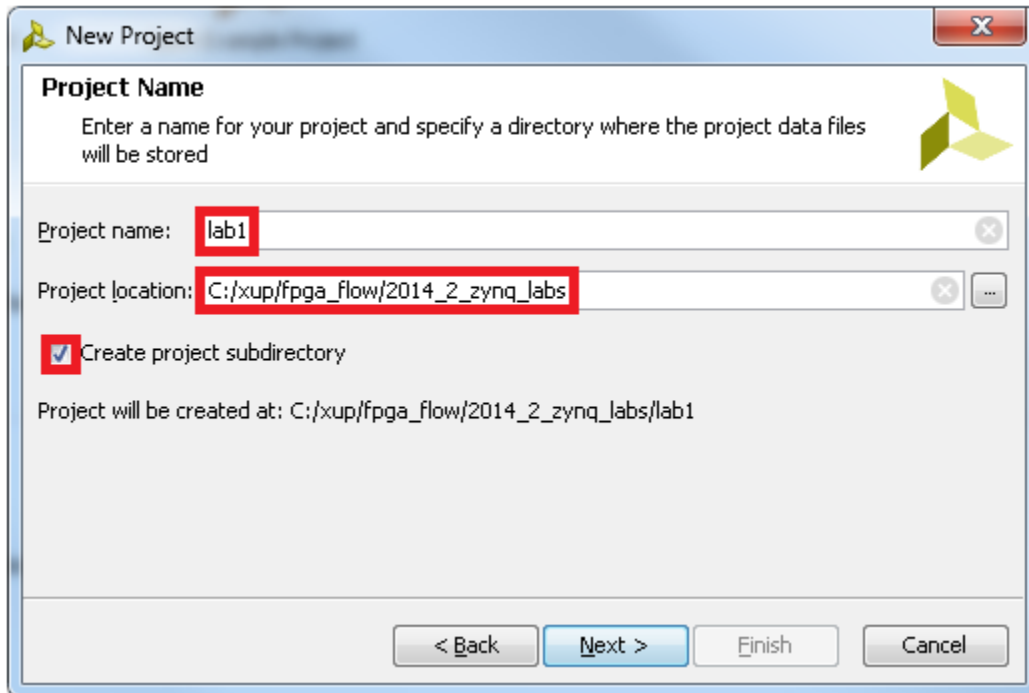 New Project
Project Name
Enter a name for your project and specify a directory where the project data files
will be stored
Project name: lab1
Project location: C:/xup/fpga_flow/2014_2_zynq_labs ...
Create project subdirectory
Project will be created at: C:/xup/fpga_flow/2014_2_zynq_labs/lab1
< Back Next > Finish Cancel